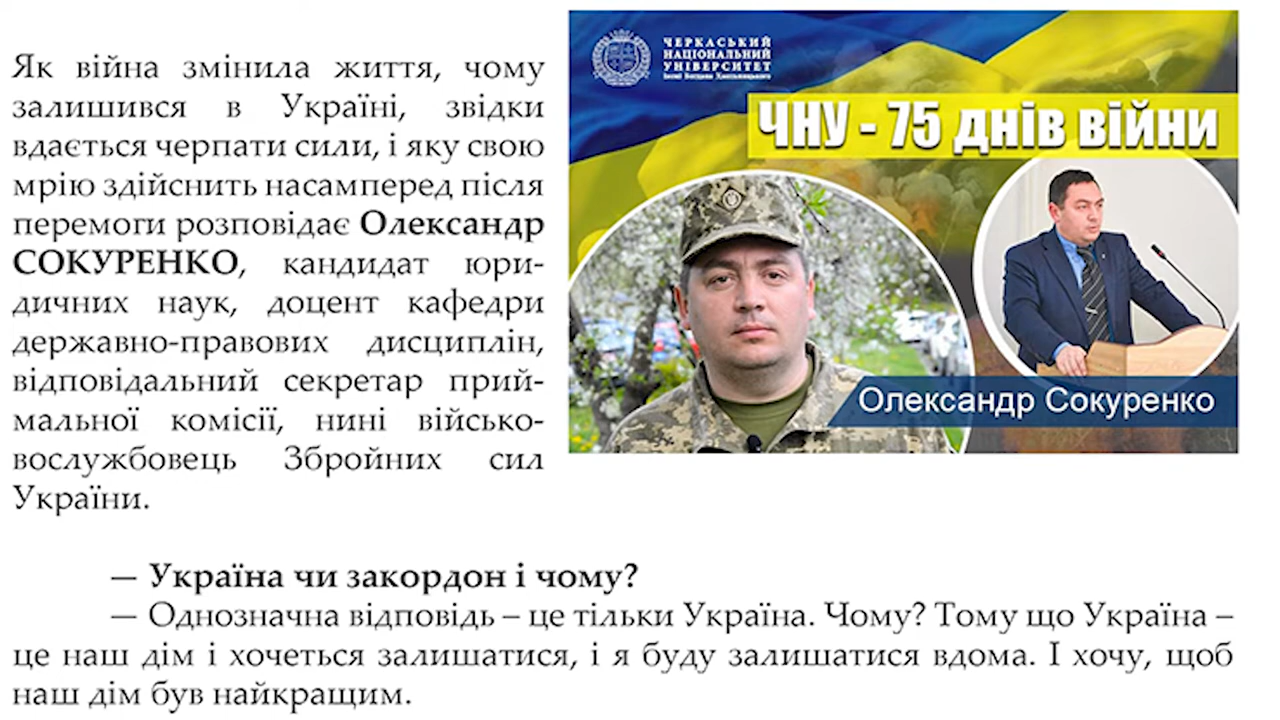 Як війна змінила життя, чому
залишився в Україні, звідки
вдається черпати сили, і яку свою
мрію здійснить насамперед після
перемоги розповідає Олександр
СОКУРЕНКО, кандидат юри-
дичних наук, доцент кафедри
державно-правових дисциплін,
відповідальний секретар прий-
мальної комісії, нині військо-
вослужбовець Збройних сил
України.
ЧЕРКАСЬКИЙ
НАЦІОНАЛЬНИЙ
УНІВЕРСИТЕТ
імені Богдана Хмельницького
ЧНУ - 75 днів війни
Олександр Сокуренко
— Україна чи закордон і чому?
— Однозначна відповідь – це тільки Україна. Чому? Тому що Україна –
це наш дім і хочеться залишатися, і я буду залишатися вдома. І хочу, щоб
наш дім був найкращим.